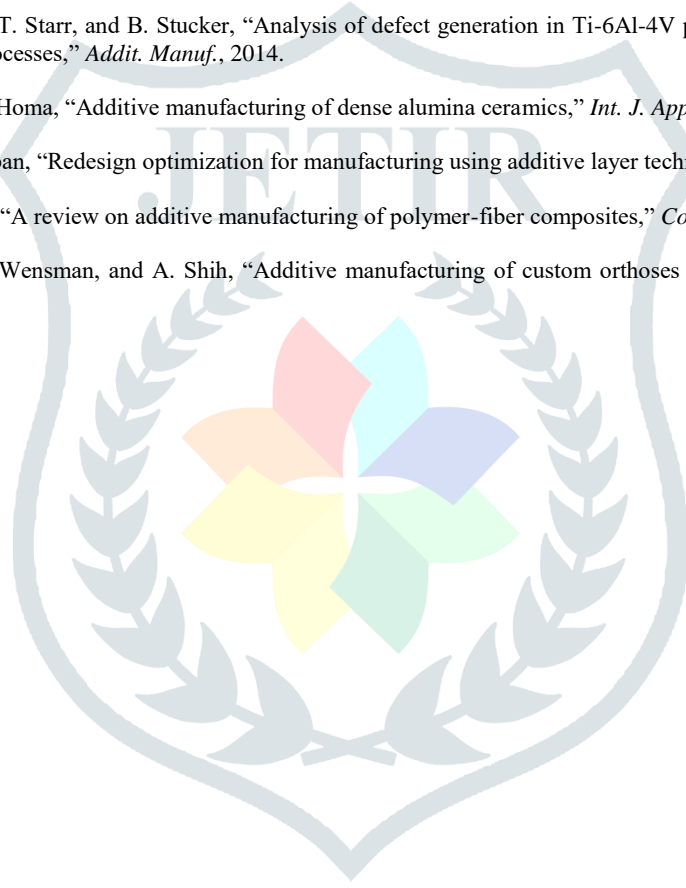 T. Starr, and B. Stucker, “Analysis of defect generation in Ti-6Al-4V p
ocesses,” Addit. Manuf., 2014.
Homa, “Additive manufacturing of dense alumina ceramics,” Int. J. App
ban, “Redesign optimization for manufacturing using additive layer techn
“A review on additive manufacturing of polymer-fiber composites,” Co
Wensman, and A. Shih, “Additive manufacturing of custom orthoses
JETIR